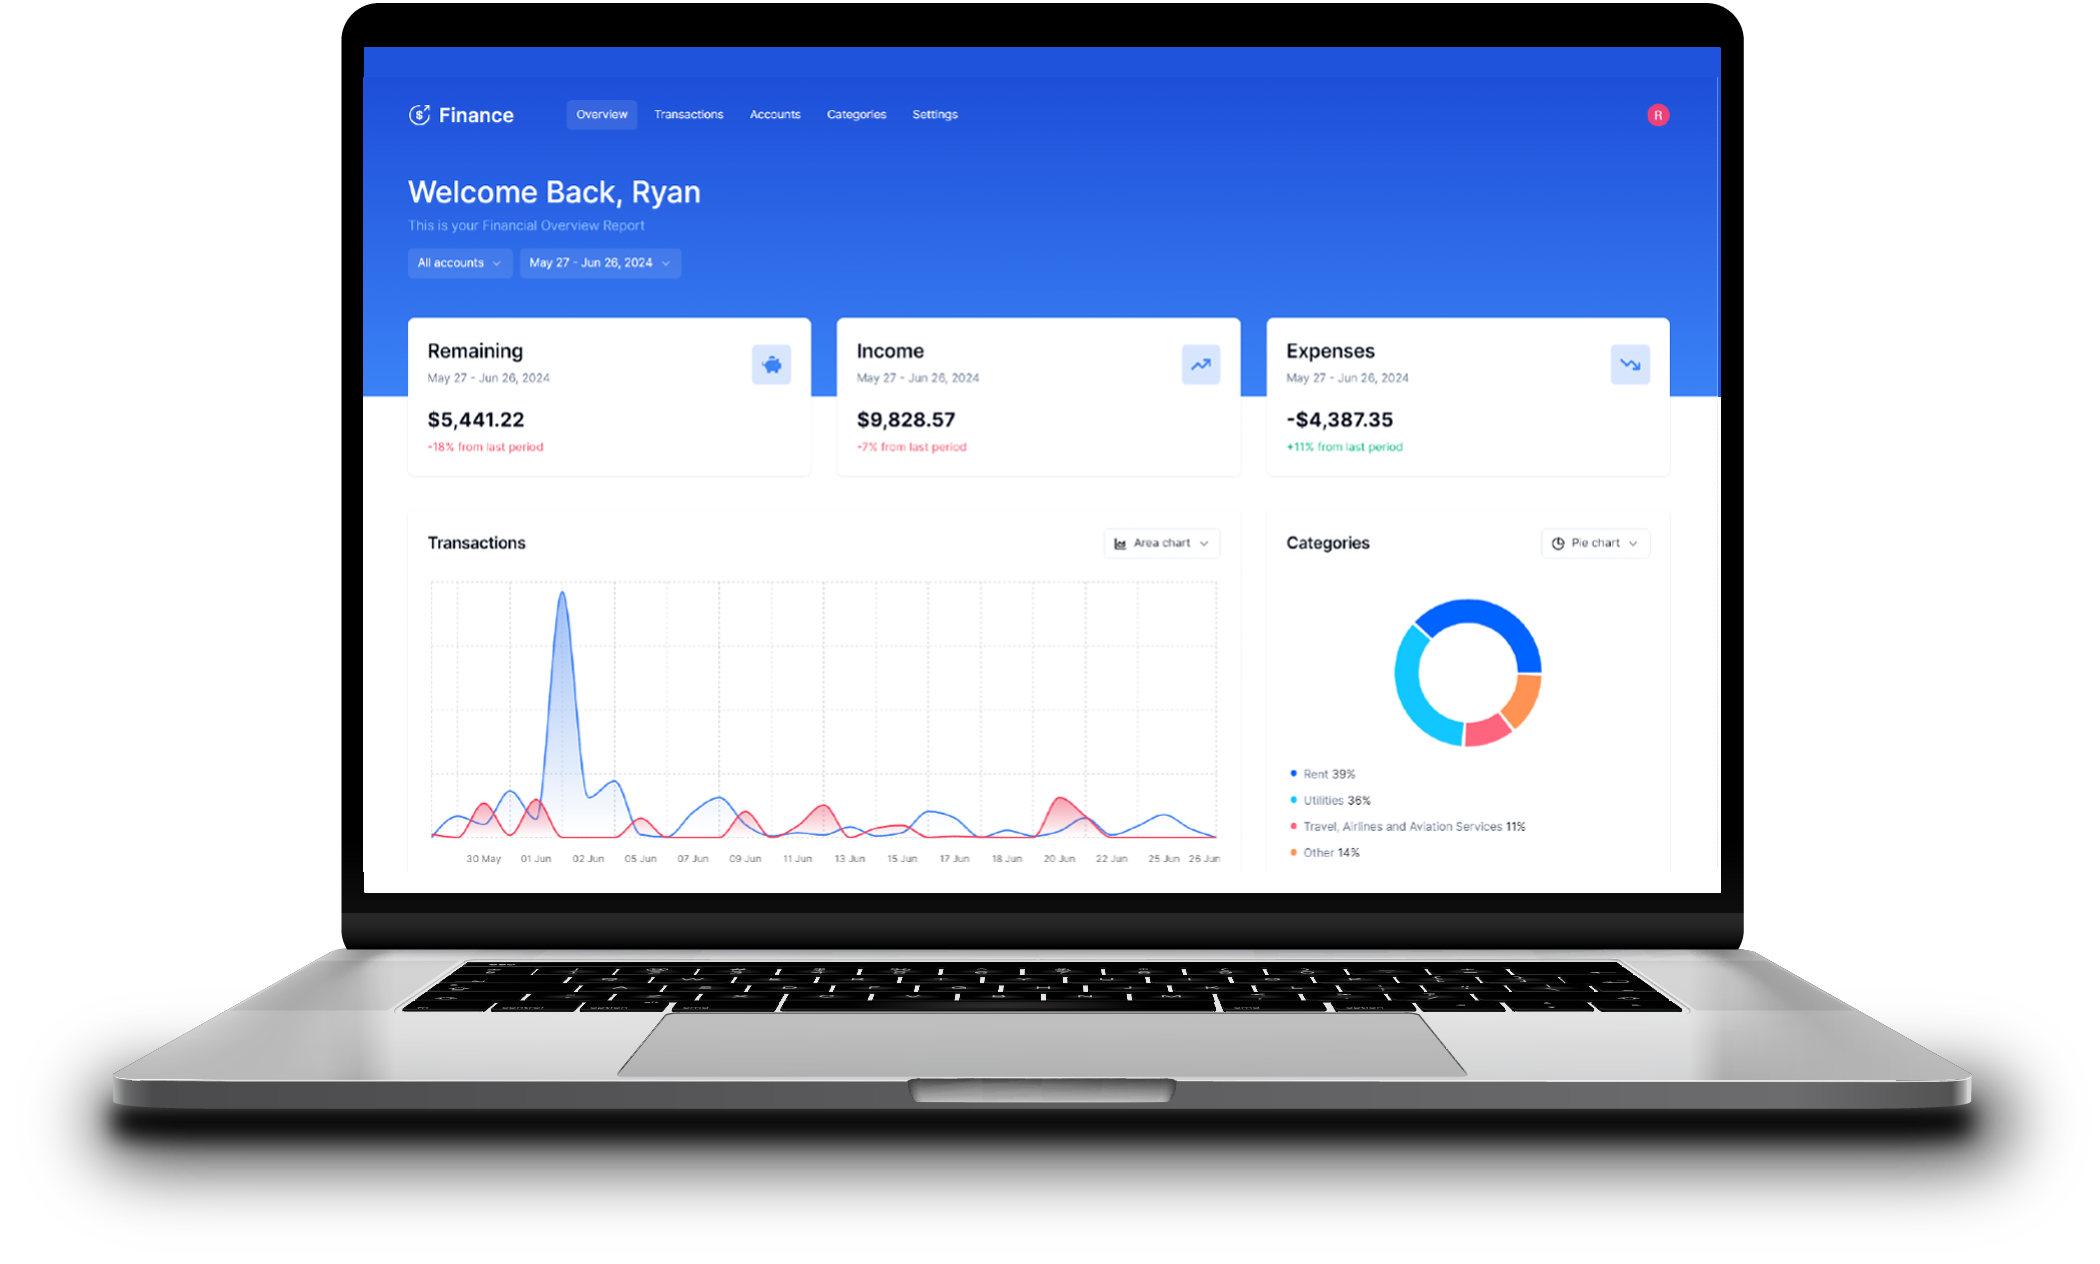 Finance
Overview
Transactions
Accounts
Categories
Settings
R
Welcome Back, Ryan
This is your Financial Overview Report
All accounts
May 27 - Jun 26, 2024
Remaining
May 27 - Jun 26, 2024
$5,441.22
-18% from last period
Income
May 27 - Jun 26, 2024
$9,828.57
-7% from last period
Expenses
May 27 - Jun 26, 2024
-$4,387.35
+11% from last period
Transactions
Area chart
30 May 01 Jun 02 Jun 05 Jun 07 Jun 09 Jun 11 Jun 13 Jun 15 Jun 17 Jun 18 Jun 20 Jun 22 Jun 25 Jun 26 Jun
Categories
Pie chart
Rent 39%
Utilities 36%
Travel, Airlines and Aviation Services 11%
Other 14%